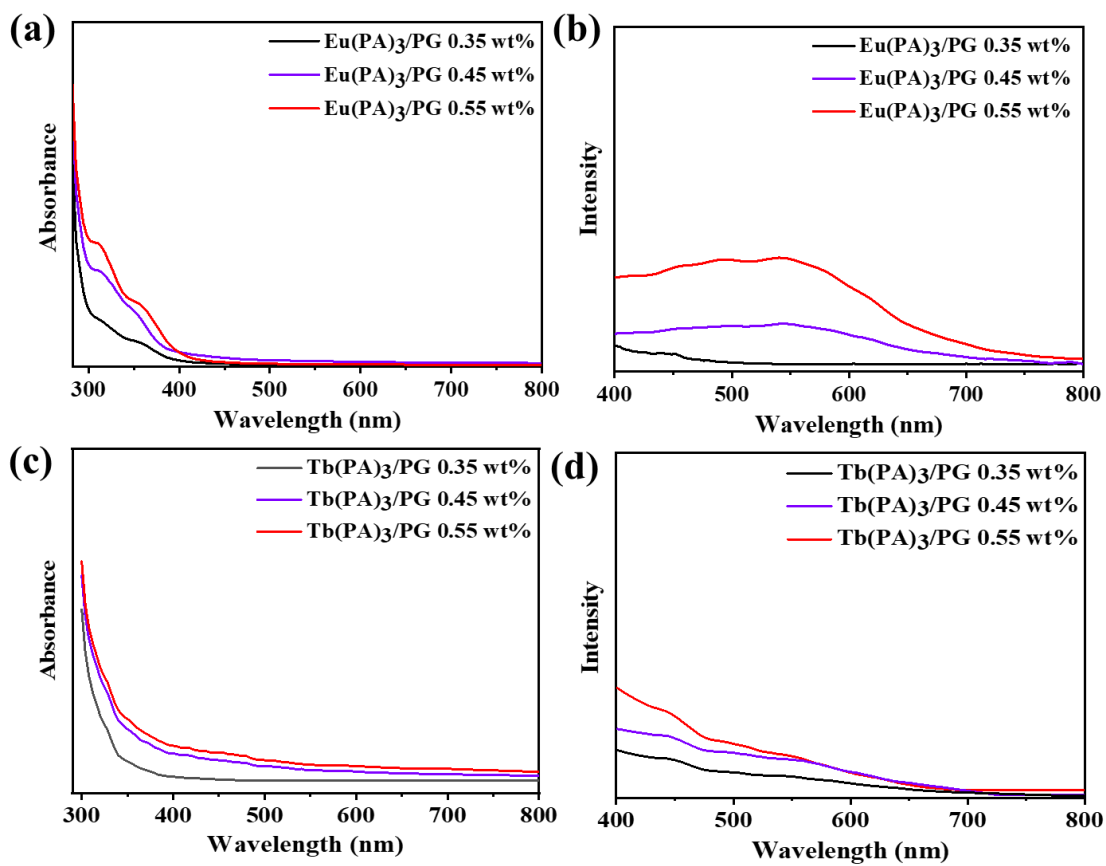 (a)
Eu(PA)3/PG 0.35 wt%
Eu(PA)3/PG 0.45 wt%
Eu(PA)3/PG 0.55 wt%
Absorbance
300 400 500 600 700 800
Wavelength (nm)
(b)
Eu(PA)3/PG 0.35 wt%
Eu(PA)3/PG 0.45 wt%
Eu(PA)3/PG 0.55 wt%
Intensity
400 500 600 700 800
Wavelength (nm)
(c)
Tb(PA)3/PG 0.35 wt%
Tb(PA)3/PG 0.45 wt%
Tb(PA)3/PG 0.55 wt%
Absorbance
300 400 500 600 700 800
Wavelength (nm)
(d)
Tb(PA)3/PG 0.35 wt%
Tb(PA)3/PG 0.45 wt%
Tb(PA)3/PG 0.55 wt%
Intensity
400 500 600 700 800
Wavelength (nm)